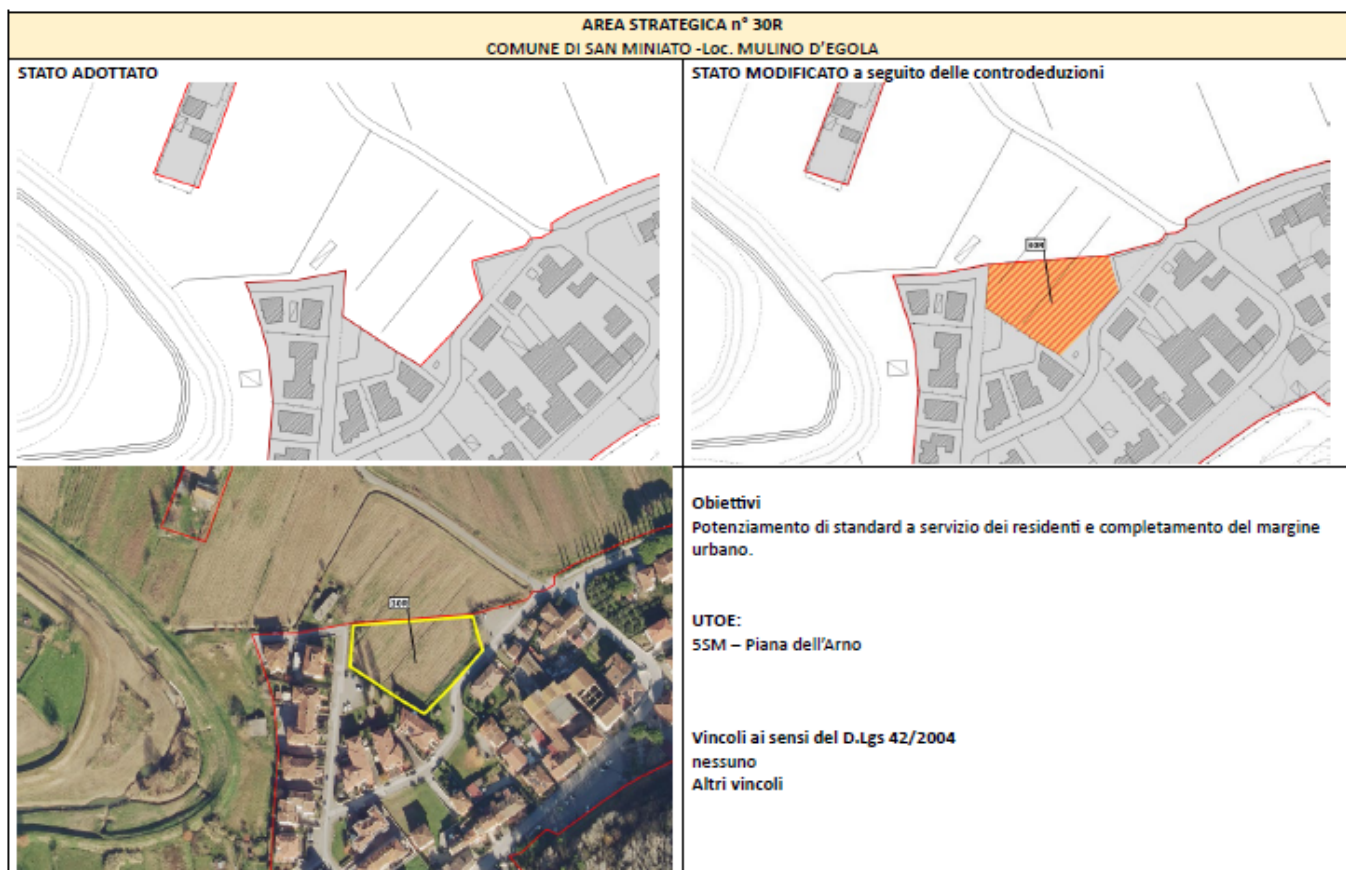 AREA STRATEGICA n° 30R
COMUNE DI SAN MINIATO -Loc. MULINO D'EGOLA
STATO ADOTTATO
STATO MODIFICATO a seguito delle controdeduzioni
30R
30R
Obiettivi
Potenziamento di standard a servizio dei residenti e completamento del margine
urbano.
UTOE:
5SM – Piana dell'Arno
Vincoli ai sensi del D.Lgs 42/2004
nessuno
Altri vincoli